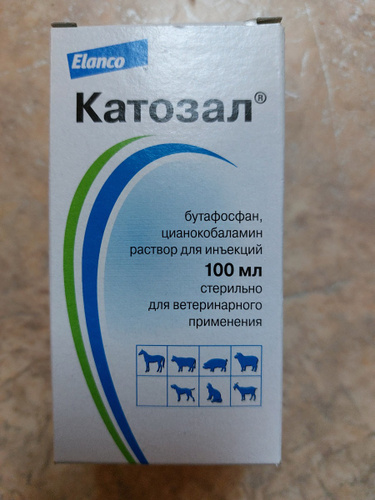 Elanco
Катозал®
бутафосфан,
цианокобаламин
раствор для инъекций
100 мл
стерильно
для ветеринарного
применения